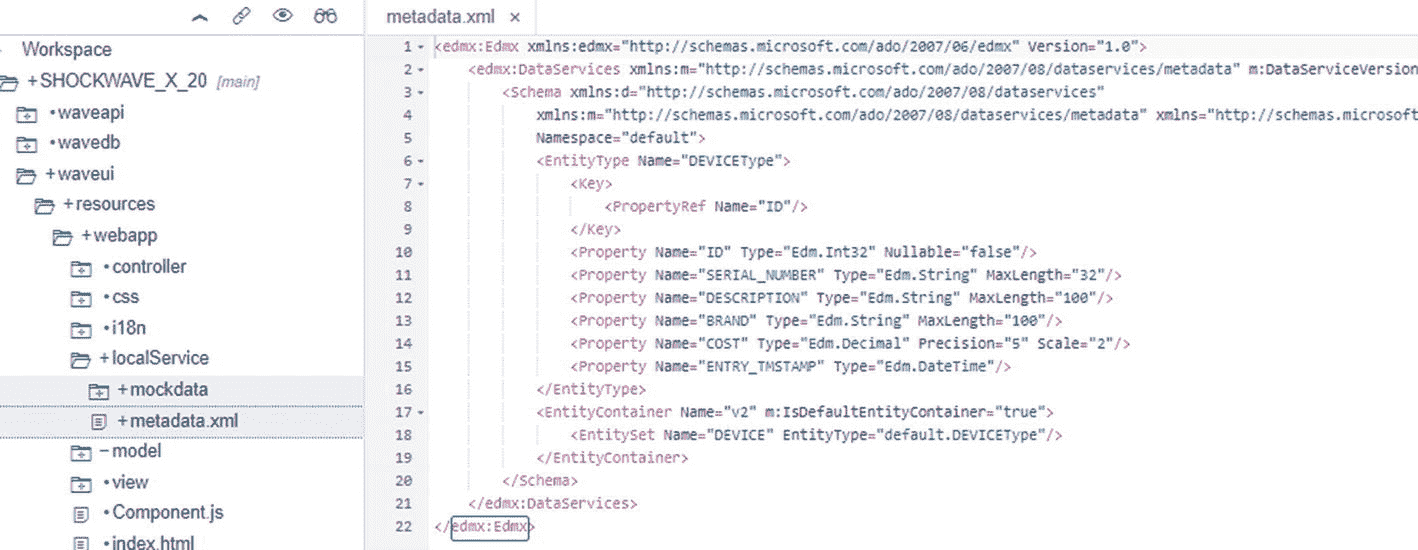 metadata.xml ×
Workspace
+SHOCKWAVE_X_20 [main]
•waveapi
•wavedb
+waveui
+resources
+webapp
•controller
•css
•i18n
+localService
+mockdata
+metadata.xml
−model
•view
•Component.js
•index.html
1 <edmx:Edmx xmlns:edmx="http://schemas.microsoft.com/ado/2007/06/edmx" Version="1.0">
2 <edmx:DataServices xmlns:m="http://schemas.microsoft.com/ado/2007/08/dataservices/metadata" m:DataServiceVersion
3 <Schema xmlns:d="http://schemas.microsoft.com/ado/2007/08/dataservices"
4 xmlns:m="http://schemas.microsoft.com/ado/2007/08/dataservices/metadata" xmlns="http://schemas.microsoft
5 Namespace="default">
6 <EntityType Name="DEVICEType">
7 <Key>
8 <PropertyRef Name="ID"/>
9 </Key>
10 <Property Name="ID" Type="Edm.Int32" Nullable="false"/>
11 <Property Name="SERIAL_NUMBER" Type="Edm.String" MaxLength="32"/>
12 <Property Name="DESCRIPTION" Type="Edm.String" MaxLength="100"/>
13 <Property Name="BRAND" Type="Edm.String" MaxLength="100"/>
14 <Property Name="COST" Type="Edm.Decimal" Precision="5" Scale="2"/>
15 <Property Name="ENTRY_TMSTAMP" Type="Edm.DateTime"/>
16 </EntityType>
17 <EntityContainer Name="v2" m:IsDefaultEntityContainer="true">
18 <EntitySet Name="DEVICE" EntityType="default.DEVICEType"/>
19 </EntityContainer>
20 </Schema>
21 </edmx:DataServices>
22 </edmx:Edmx>